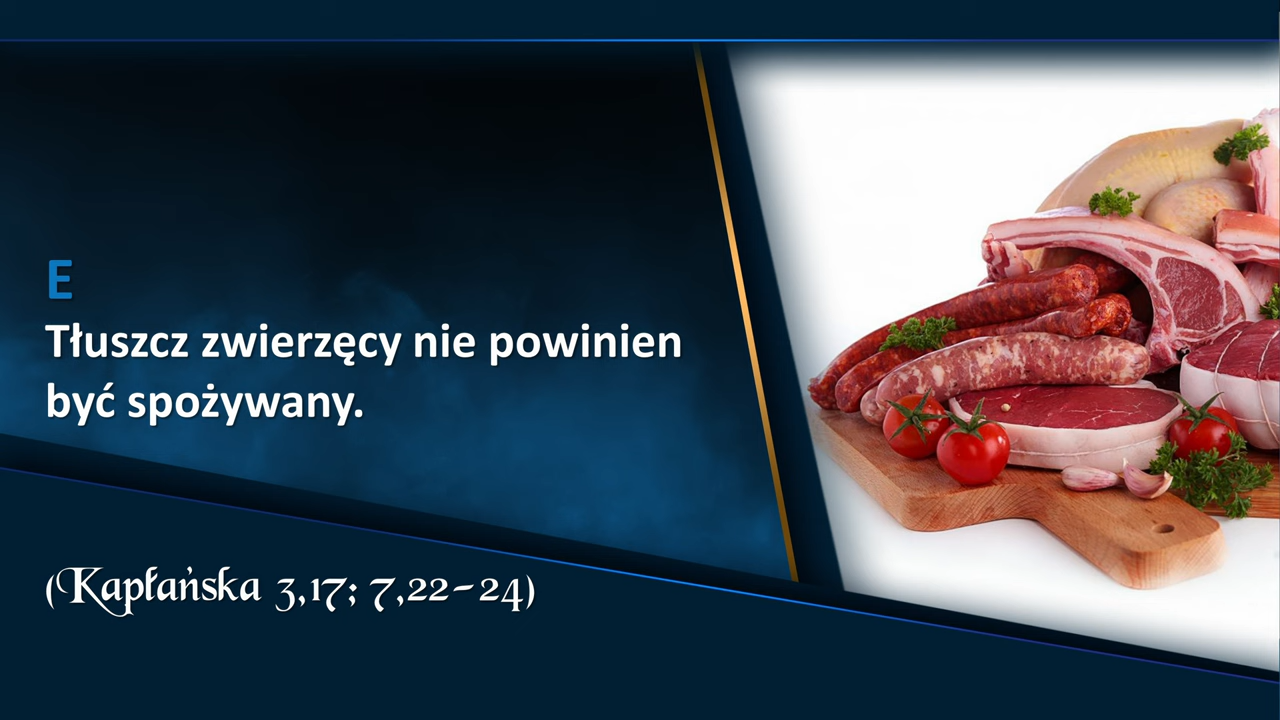 E
Tłuszcz zwierzęcy nie powinien
być spożywany.
(Kapłańska 3,17; 7,22-24)